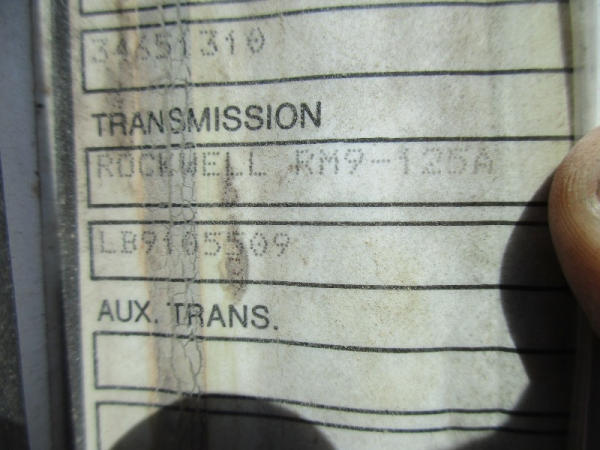 34651310
TRANSMISSION
ROCKWELL RM9-125A
LB9105509
AUX. TRANS.